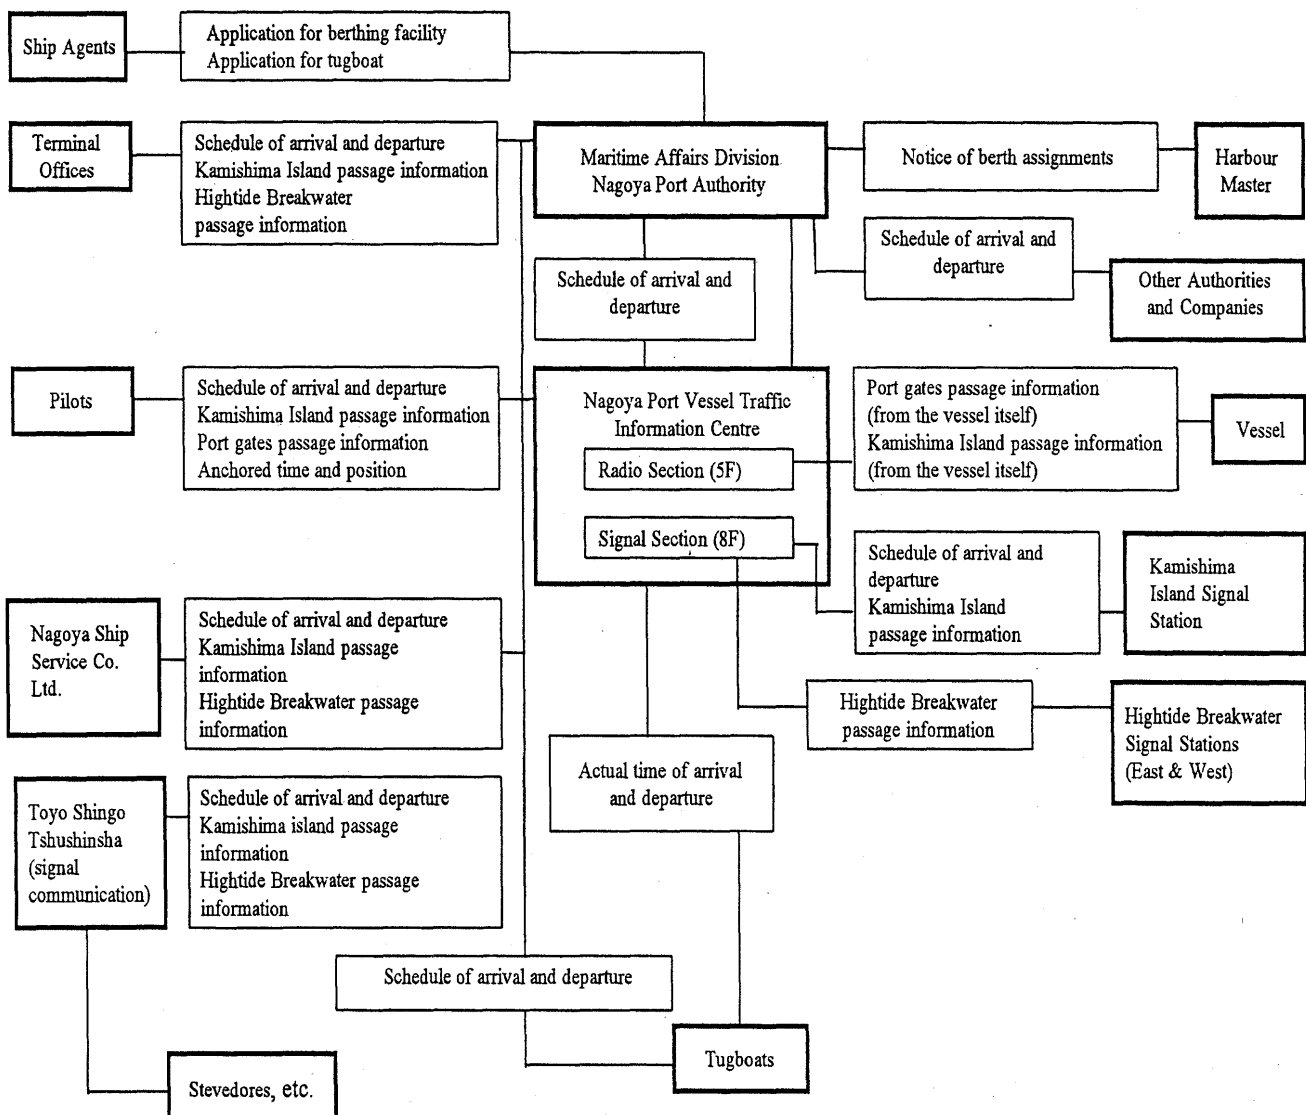 Ship Agents
Application for berthing facility
Application for tugboat
Terminal
Offices
Schedule of arrival and departure
Kamishima Island passage information
Hightide Breakwater
passage information
Maritime Affairs Division
Nagoya Port Authority
Notice of berth assignments
Harbour
Master
Schedule of arrival and
departure
Schedule of arrival and
departure
Other Authorities
and Companies
Pilots
Schedule of arrival and departure
Kamishima Island passage information
Port gates passage information
Anchored time and position
Nagoya Port Vessel Traffic
Information Centre
Radio Section (5F)
Signal Section (8F)
Port gates passage information
(from the vessel itself)
Kamishima Island passage information
(from the vessel itself)
Vessel
Schedule of arrival and
departure
Kamishima Island
passage information
Kamishima
Island Signal
Station
Nagoya Ship
Service Co.
Ltd.
Schedule of arrival and departure
Kamishima Island passage
information
Hightide Breakwater passage
information
Hightide Breakwater
passage information
Hightide Breakwater
Signal Stations
(East & West)
Actual time of arrival
and departure
Toyo Shingo
Tshushinsha
(signal
communication)
Schedule of arrival and departure
Kamishima island passage
information
Hightide Breakwater passage
information
Schedule of arrival and departure
Tugboats
Stevedores, etc.